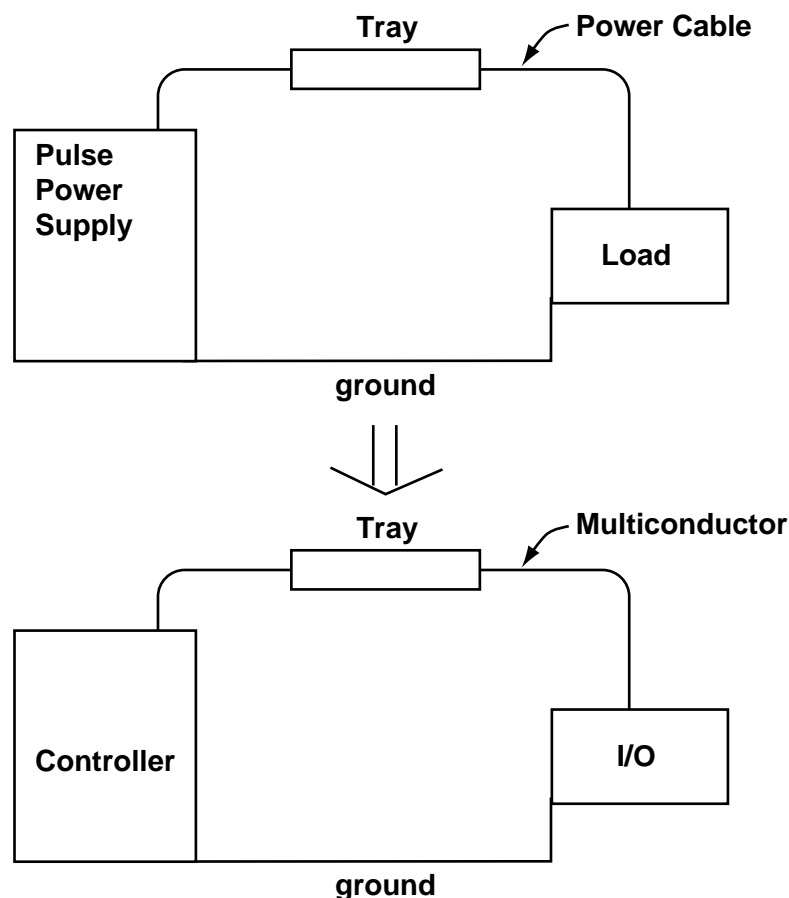 Tray
Power Cable
Pulse
Power
Supply
Load
ground
Tray
Multiconductor
Controller
I/O
ground